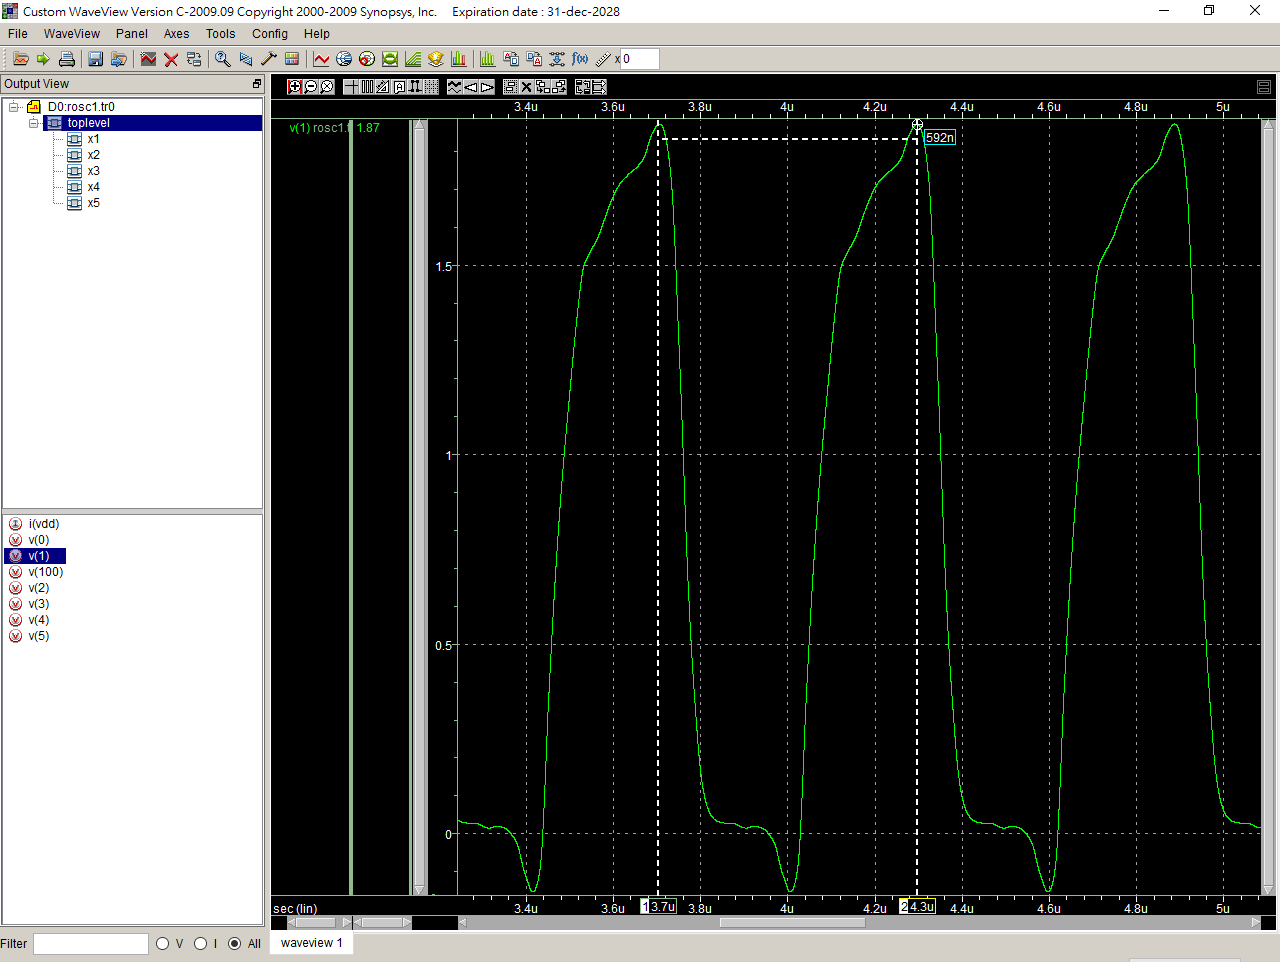 Custom WaveView Version C-2009.09 Copyright 2000-2009 Synopsys, Inc.    Expiration date : 31-dec-2028
File WaveView Panel Axes Tools Config Help
x 0
Output View
D0:rosc1.tr0
toplevel
x1
x2
x3
x4
x5
i(vdd)
v(0)
v(1)
v(100)
v(2)
v(3)
v(4)
v(5)
Filter V I All
3.4u 3.6u 3.8u 4u 4.2u 4.4u 4.6u 4.8u 5u
v(1) rosc1.t 1.87
592n
1.5
1
0.5
0
sec (lin) 3.4u 3.6u 1 3.7u 3.8u 4u 4.2u 2 4.3u 4.4u 4.6u 4.8u 5u
waveview 1